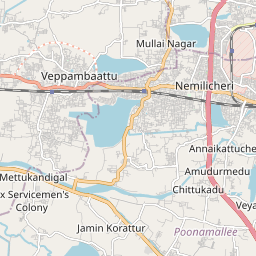 Mullai Nagar
Veppambaattu
Nemilicheri
Annaikattuche
Amudurmedu
Mettukandigal
Chittukadu
x Servicemen's
Colony
Veya
Jamin Korattur
Poonamallee